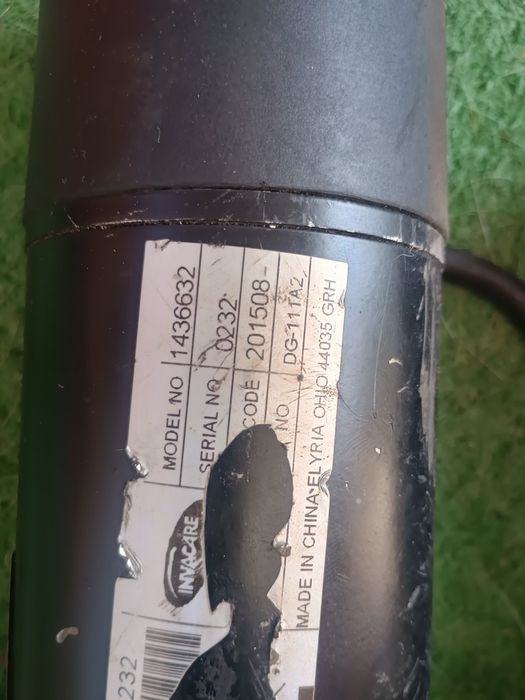 MODEL NO 1436632
SERIAL NO 0232
CODE 201508-
NO DG-111A2
MADE IN CHINA-ELYRIA OHIO 44035 GRH
INVACARE
232